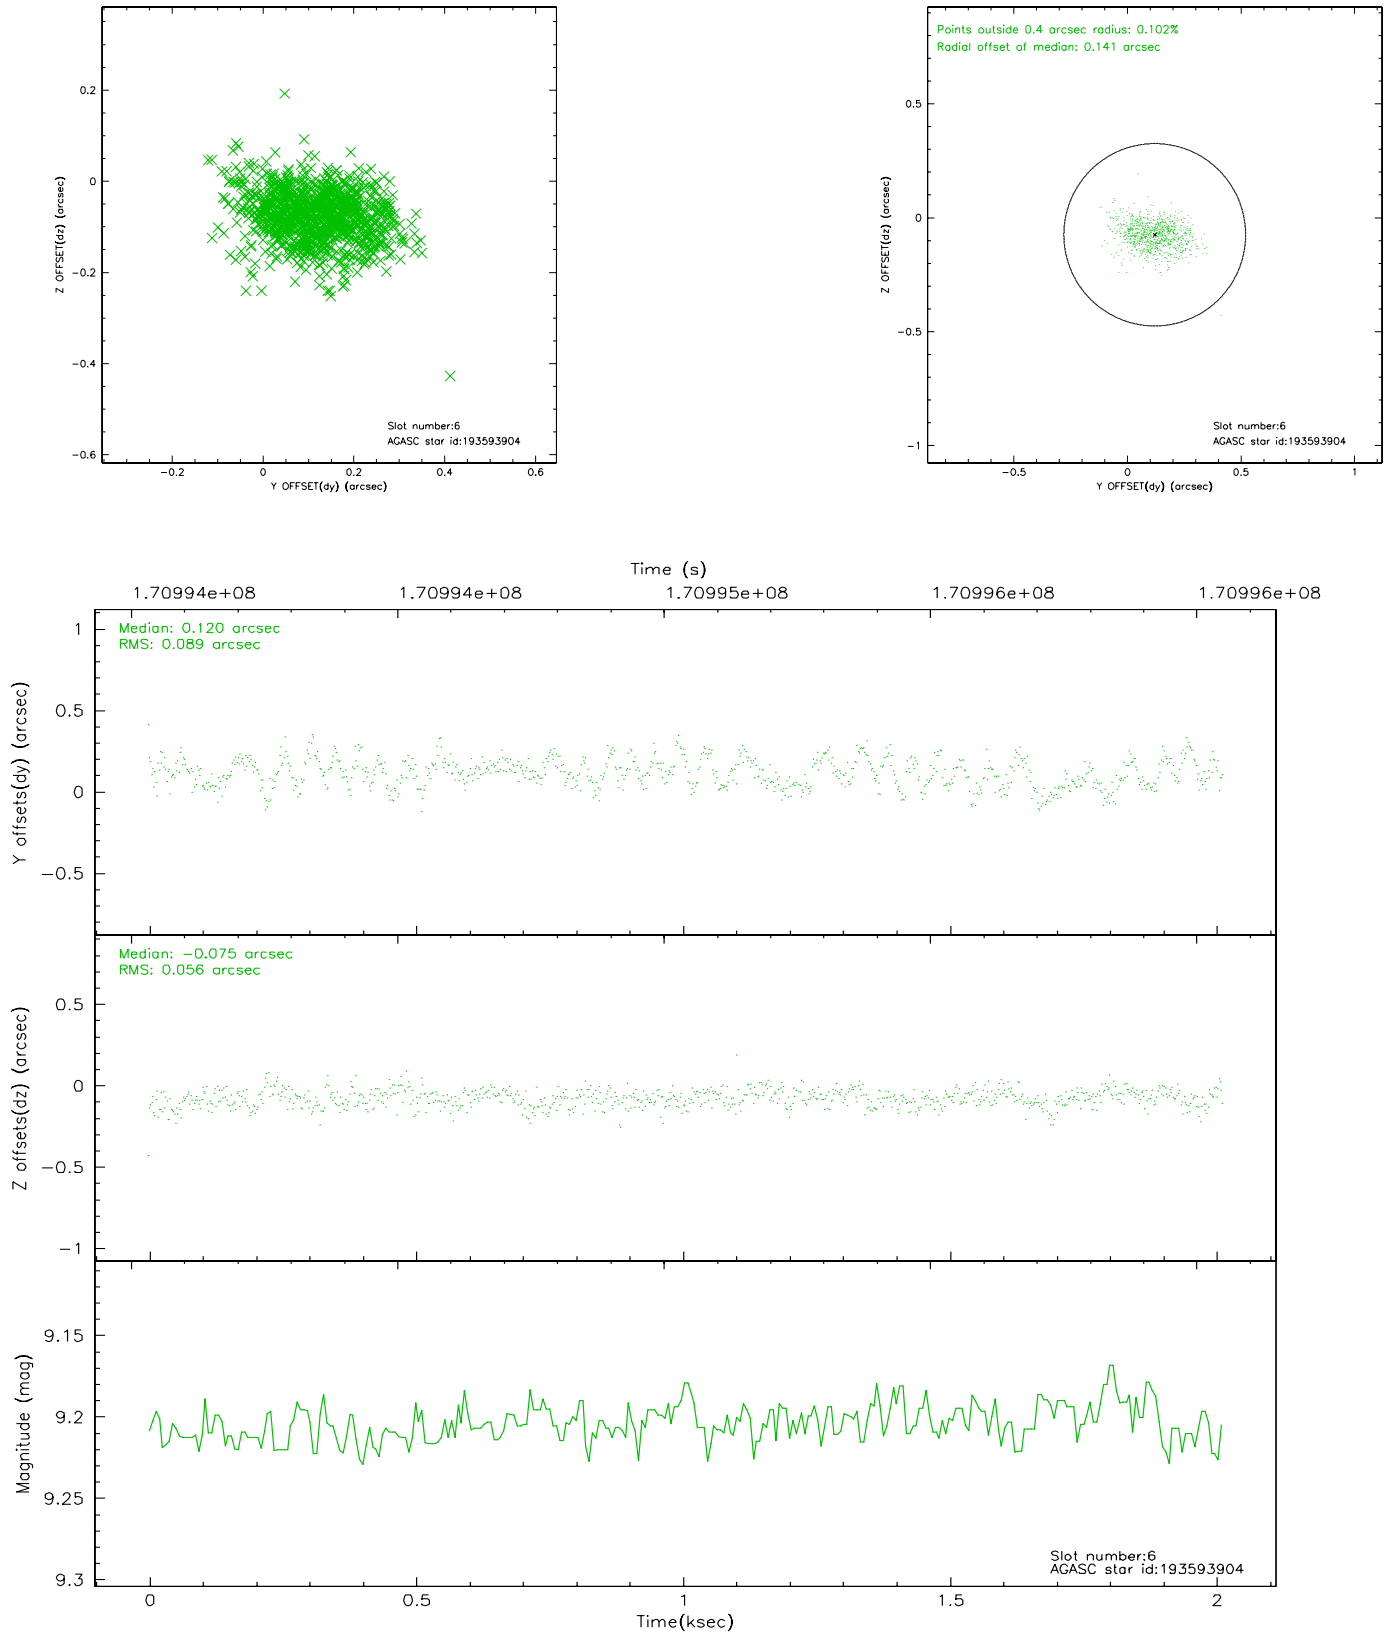 0.2
0
−0.2
−0.4
−0.6
Z OFFSET(dz) (arcsec)
Slot number:6
AGASC star id:193593904
−0.2 0 0.2 0.4 0.6
Y OFFSET(dy) (arcsec)
Points outside 0.4 arcsec radius: 0.102%
Radial offset of median: 0.141 arcsec
0.5
0
−0.5
−1
Z OFFSET(dz) (arcsec)
Slot number:6
AGASC star id:193593904
−0.5 0 0.5 1
Y OFFSET(dy) (arcsec)
Time (s)
1.70994e+08 1.70994e+08 1.70995e+08 1.70996e+08 1.70996e+08
Median: 0.120 arcsec
RMS: 0.089 arcsec
1
0.5
0
−0.5
Y offsets(dy) (arcsec)
Median: −0.075 arcsec
RMS: 0.056 arcsec
0.5
0
−0.5
−1
Z offsets(dz) (arcsec)
9.15
9.2
9.25
9.3
Magnitude (mag)
Slot number:6
AGASC star id:193593904
0 0.5 1 1.5 2
Time(ksec)